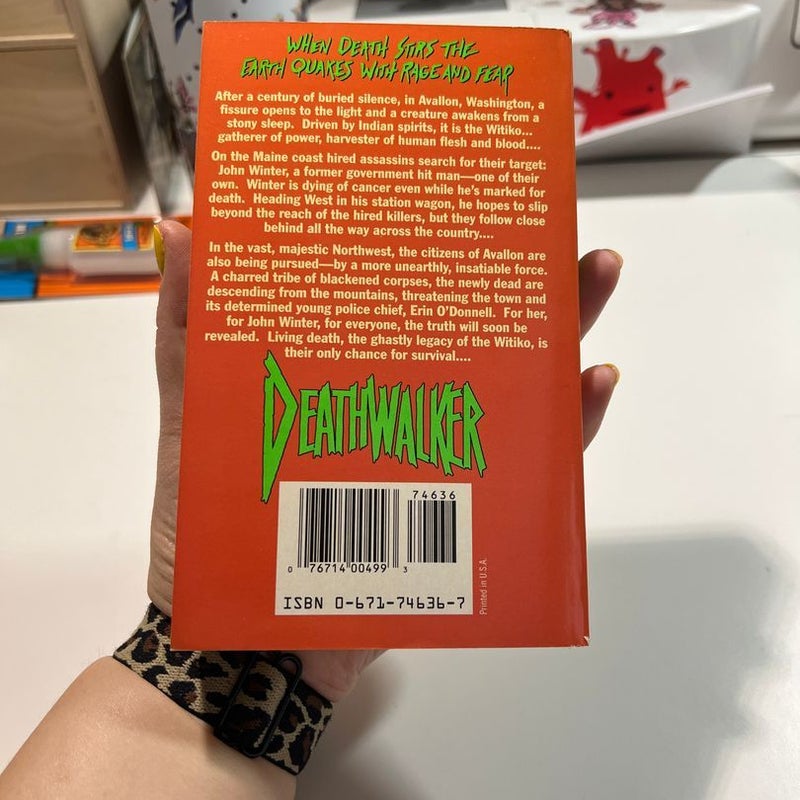 WHEN DEATH STIRS THE
EARTH QUAKES WITH RAGE AND FEAR
After a century of buried silence, in Avallon, Washington, a
fissure opens to the light and a creature awakens from a
stony sleep. Driven by Indian spirits, it is the Witiko...
gatherer of power, harvester of human flesh and blood....
On the Maine coast hired assassins search for their target:
John Winter, a former government hit man—one of their
own. Winter is dying of cancer even while he's marked for
death. Heading West in his station wagon, he hopes to slip
beyond the reach of the hired killers, but they follow close
behind all the way across the country....
In the vast, majestic Northwest, the citizens of Avallon are
also being pursued—by a more unearthly, insatiable force.
A charred tribe of blackened corpses, the newly dead are
descending from the mountains, threatening the town and
its determined young police chief, Erin O'Donnell. For her,
for John Winter, for everyone, the truth will soon be
revealed. Living death, the ghastly legacy of the Witiko, is
their only chance for survival....
DEATHWALKER
74636
0 76714 00499 3
ISBN 0-671-74636-7
Printed in U.S.A.